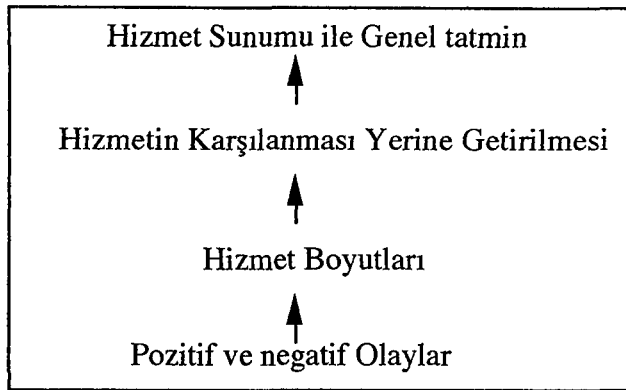 Hizmet Sunumu ile Genel tatmin
Hizmetin Karşılanması Yerine Getirilmesi
Hizmet Boyutları
Pozitif ve negatif Olaylar